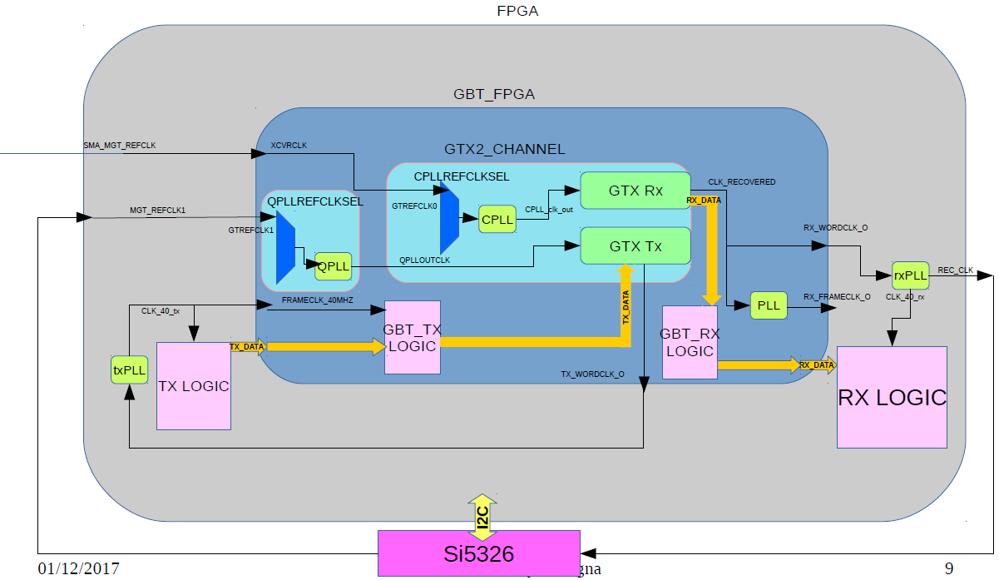 FPGA
GBT_FPGA
SMA_MGT_REFCLK
XCVRCLK
GTX2_CHANNEL
CPLLREFCLKSEL
GTX Rx
CLK_RECOVERED
RX_DATA
QPLLREFCLKSEL
GTREFCLK0
CPLL
CPLL_clk_out
MGT_REFCLK1
GTREFCLK1
RX_WORDCLK_O
GTX Tx
QPLL
QPLLOUTCLK
rxPLL
REC_CLK
CLK_40_rx
FRAMECLK_40MHZ
CLK_40_tx
TX_DATA
PLL
RX_FRAMECLK_O
GBT_TX
LOGIC
GBT_RX
LOGIC
TX_DATA
txPLL
TX LOGIC
TX_WORDCLK_O
RX_DATA
RX LOGIC
I2C
Si5326
01/12/2017
gna
9